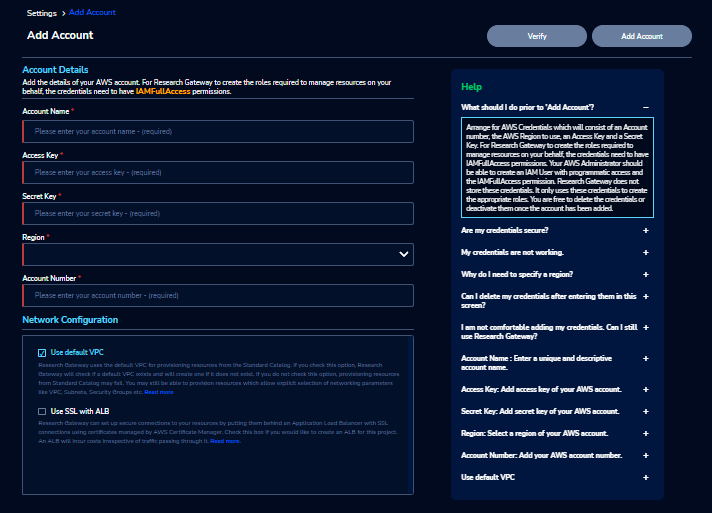 Settings > Add Account
Add Account
Verify
Add Account
Account Details
Add the details of your AWS account. For Research Gateway to create the roles required to manage resources on your
behalf, the credentials need to have IAMFullAccess permissions.
Account Name *
Please enter your account name - (required)
Access Key *
Please enter your access key - (required)
Secret Key *
Please enter your secret key - (required)
Region *
Account Number *
Please enter your account number - (required)
Network Configuration
Use default VPC
Research Gateway uses the default VPC for provisioning resources from the Standard Catalog. If you check this option, Research
Gateway will check if a default VPC exists and will create one if it does not exist. If you do not check this option, provisioning resources
from Standard Catalog may fail. You may still be able to provision resources which allow explicit selection of networking parameters
like VPC, Subnets, Security Groups etc. Read more
Use SSL with ALB
Research Gateway can set up secure connections to your resources by putting them behind an Application Load Balancer with SSL
connections using certificates managed by AWS Certificate Manager. Check this box if you would like to create an ALB for this project.
An ALB will incur costs irrespective of traffic passing through it. Read more.
Help
What should I do prior to 'Add Account'? −
Arrange for AWS Credentials which will consist of an Account
number, the AWS Region to use, an Access Key and a Secret
Key. For Research Gateway to create the roles required to
manage resources on your behalf, the credentials need to have
IAMFullAccess permissions. Your AWS Administrator should
be able to create an IAM User with programmatic access and
the IAMFullAccess permission. Research Gateway does not
store these credentials. It only uses these credentials to create
the appropriate roles. You are free to delete the credentials or
deactivate them once the account has been added.
Are my credentials secure? +
My credentials are not working. +
Why do I need to specify a region? +
Can I delete my credentials after entering them in this +
screen?
I am not comfortable adding my credentials. Can I still +
use Research Gateway?
Account Name : Enter a unique and descriptive +
account name.
Access Key: Add access key of your AWS account. +
Secret Key: Add secret key of your AWS account. +
Region: Select a region of your AWS account. +
Account Number: Add your AWS account number. +
Use default VPC +